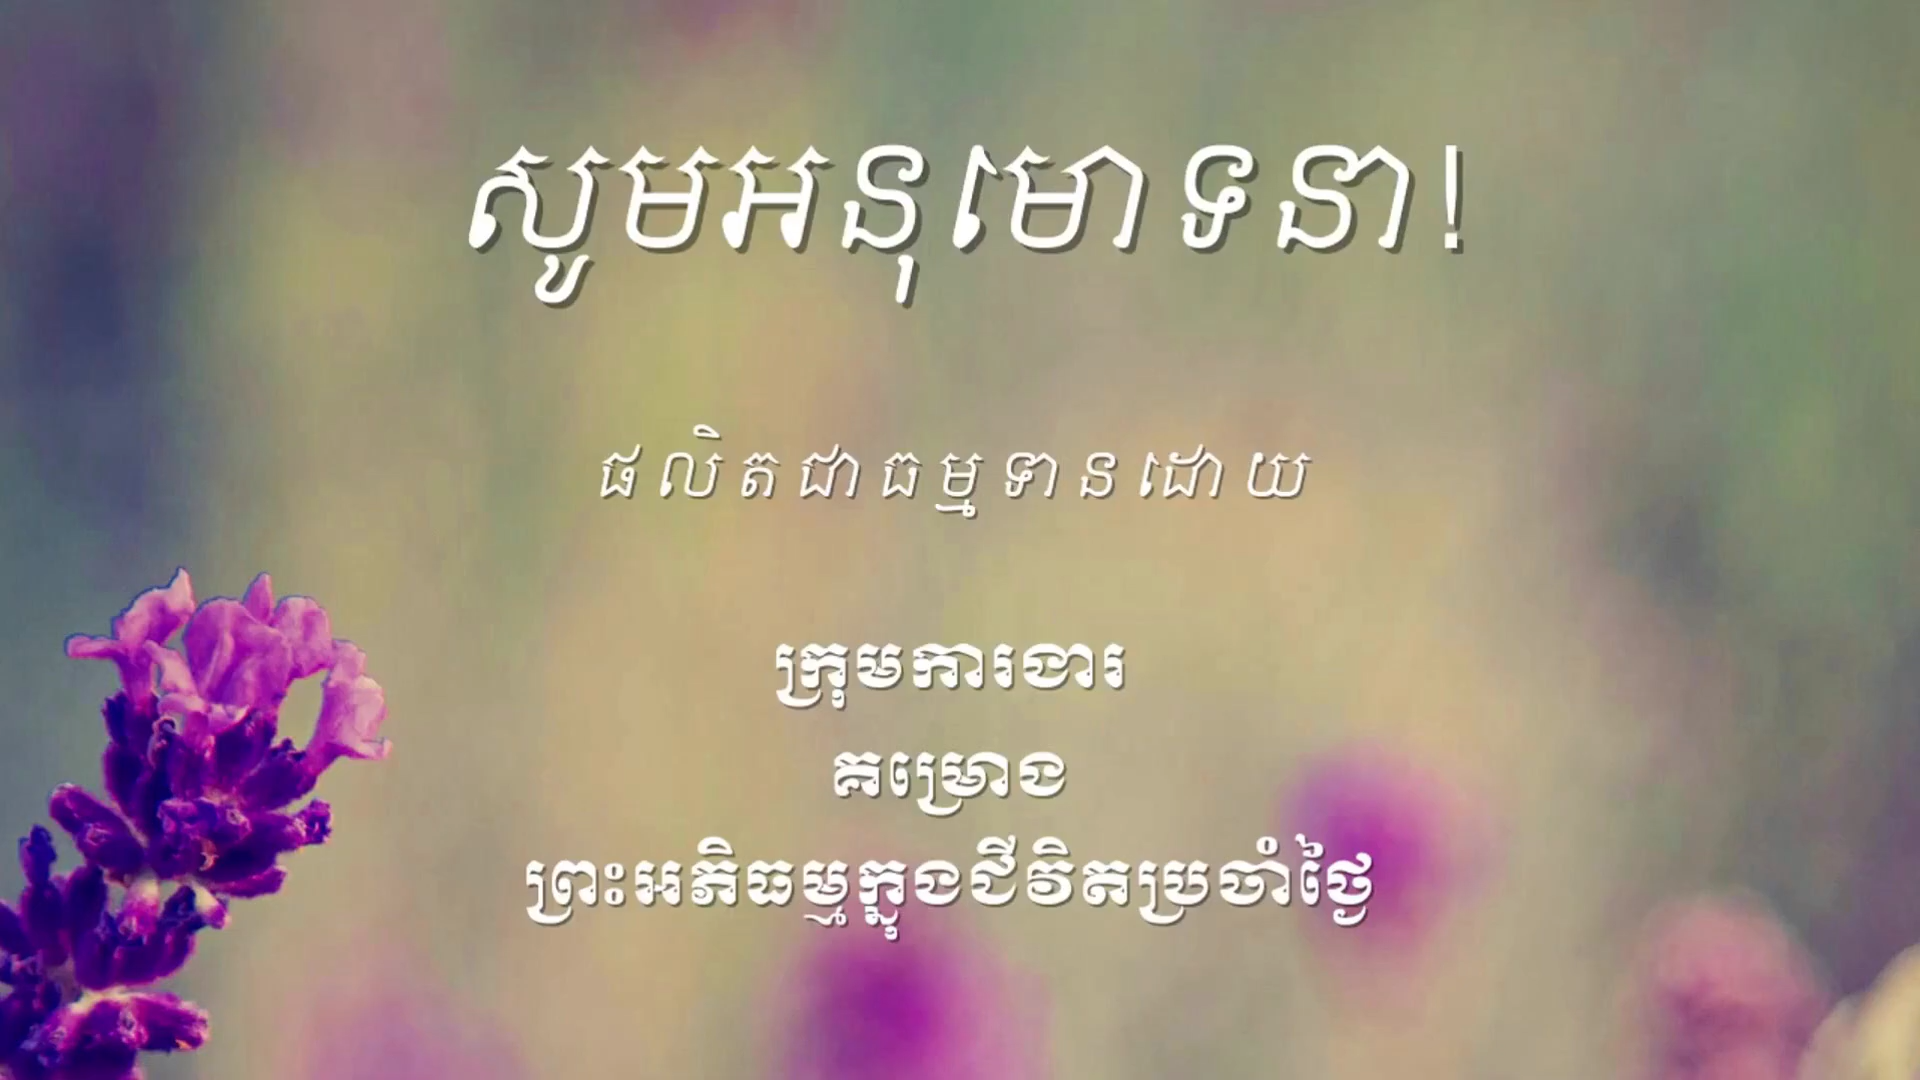 សូមអនុមោទនា!
ផលិតជាធម្មទានដោយ
ក្រុមការងារ
គម្រោង
ព្រះអភិធម្មក្នុងជីវិតប្រចាំថ្ងៃ